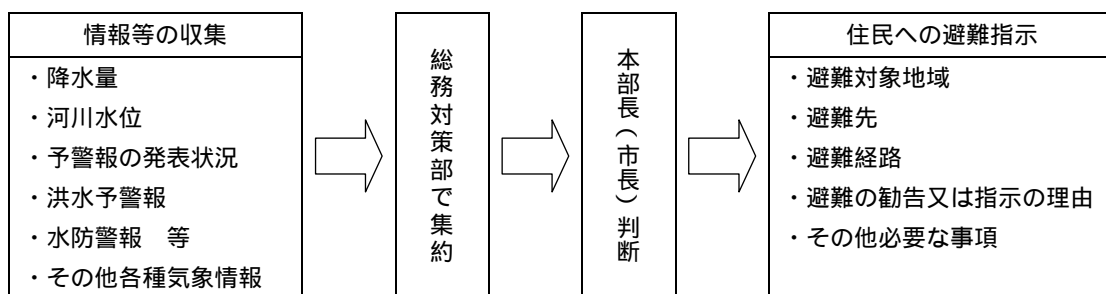 情報等の収集
・降水量
・河川水位
・予警報の発表状況
・洪水予警報
・水防警報　等
・その他各種気象情報
総務対策部で集約
本部長（市長）判断
住民への避難指示
・避難対象地域
・避難先
・避難経路
・避難の勧告又は指示の理由
・その他必要な事項